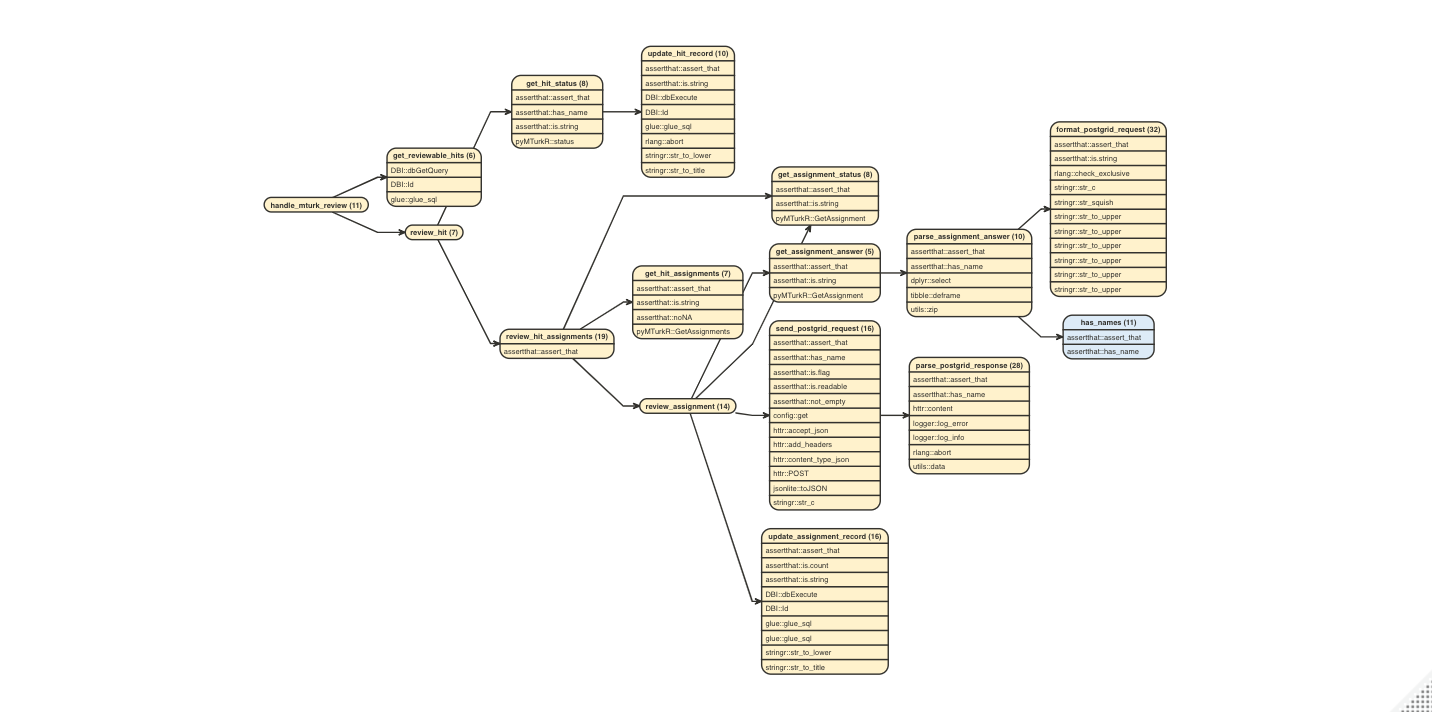 handle_mturk_review (11)
get_reviewable_hits (6)
DBI::dbGetQuery
DBI::Id
glue::glue_sql
review_hit (7)
get_hit_status (8)
assertthat::assert_that
assertthat::has_name
assertthat::is.string
pyMTurkR::status
update_hit_record (10)
assertthat::assert_that
assertthat::is.string
DBI::dbExecute
DBI::Id
glue::glue_sql
rlang::abort
stringr::str_to_lower
stringr::str_to_title
review_hit_assignments (19)
assertthat::assert_that
get_hit_assignments (7)
assertthat::assert_that
assertthat::is.string
assertthat::noNA
pyMTurkR::GetAssignments
review_assignment (14)
get_assignment_status (8)
assertthat::assert_that
assertthat::is.string
pyMTurkR::GetAssignment
get_assignment_answer (5)
assertthat::assert_that
assertthat::is.string
pyMTurkR::GetAssignment
send_postgrid_request (16)
assertthat::assert_that
assertthat::has_name
assertthat::is.flag
assertthat::is.readable
assertthat::not_empty
config::get
httr::accept_json
httr::add_headers
httr::content_type_json
httr::POST
jsonlite::toJSON
stringr::str_c
update_assignment_record (16)
assertthat::assert_that
assertthat::is.count
assertthat::is.string
DBI::dbExecute
DBI::Id
glue::glue_sql
glue::glue_sql
stringr::str_to_lower
stringr::str_to_title
parse_assignment_answer (10)
assertthat::assert_that
assertthat::has_name
dplyr::select
tibble::deframe
utils::zip
parse_postgrid_response (28)
assertthat::assert_that
assertthat::has_name
httr::content
logger::log_error
logger::log_info
rlang::abort
utils::data
format_postgrid_request (32)
assertthat::assert_that
assertthat::is.string
rlang::check_exclusive
stringr::str_c
stringr::str_squish
stringr::str_to_upper
stringr::str_to_upper
stringr::str_to_upper
stringr::str_to_upper
stringr::str_to_upper
stringr::str_to_upper
has_names (11)
assertthat::assert_that
assertthat::has_name